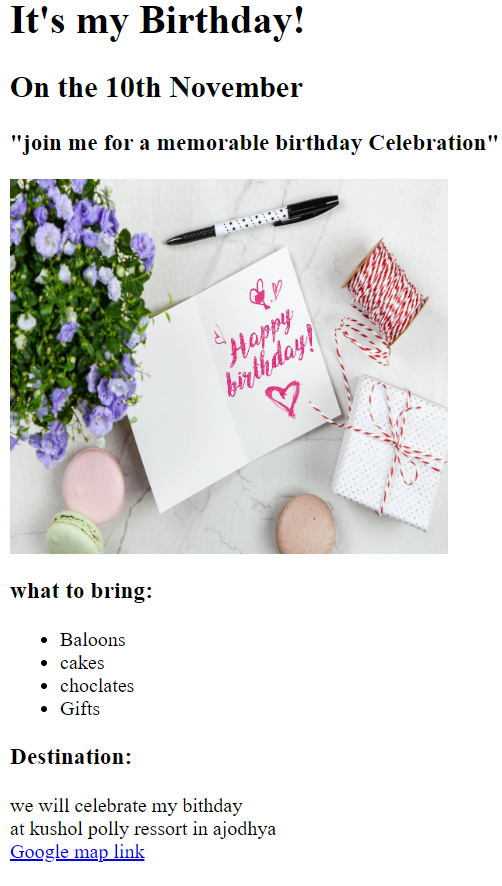 It's my Birthday!
On the 10th November
"join me for a memorable birthday Celebration"
Happy
birthday!
what to bring:
Baloons
cakes
choclates
Gifts
Destination:
we will celebrate my bithday
at kushol polly ressort in ajodhya
Google map link